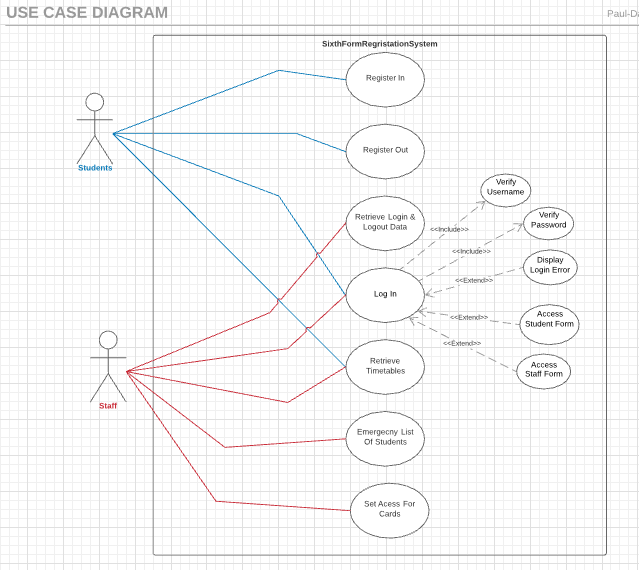 USE CASE DIAGRAM
Paul-Da
SixthFormRegristationSystem
Register In
Register Out
Students
Verify
Username
Retrieve Login &
Logout Data
<<Include>>
Verify
Password
<<Include>>
Display
Login Error
<<Extend>>
Log In
<<Extend>>
Access
Student Form
<<Extend>>
Access
Staff Form
Retrieve
Timetables
Staff
Emergecny List
Of Students
Set Acess For
Cards